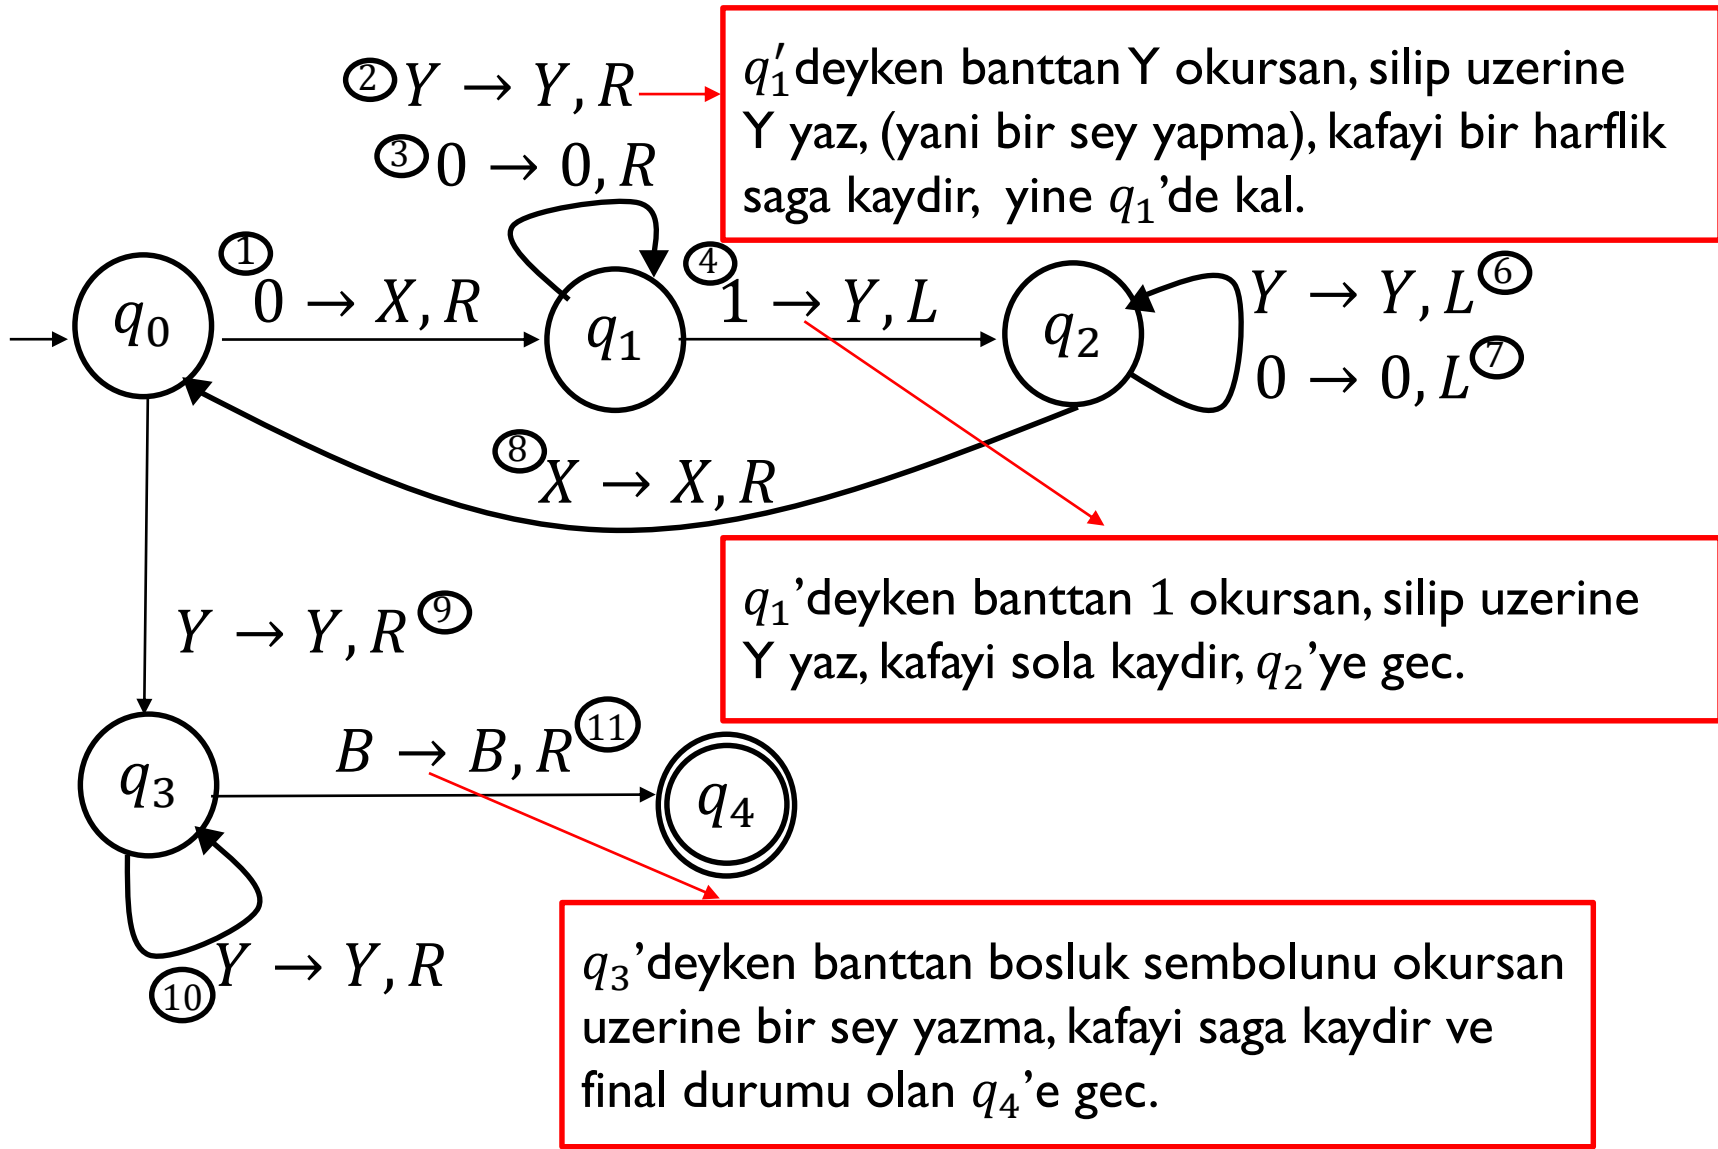 ② Y → Y, R
③ 0 → 0, R
q₁′deyken banttan Y okursan, silip uzerine
Y yaz, (yani bir sey yapma), kafayi bir harflik
saga kaydir, yine q₁’de kal.
q₀
① 0 → X, R
q₁
④ 1 → Y, L
q₂
Y → Y, L ⑥
0 → 0, L ⑦
⑧ X → X, R
q₁’deyken banttan 1 okursan, silip uzerine
Y yaz, kafayi sola kaydir, q₂’ye gec.
Y → Y, R ⑨
q₃
B → B, R ⑪
q₄
⑩ Y → Y, R
q₃’deyken banttan bosluk sembolunu okursan
uzerine bir sey yazma, kafayi saga kaydir ve
final durumu olan q₄’e gec.